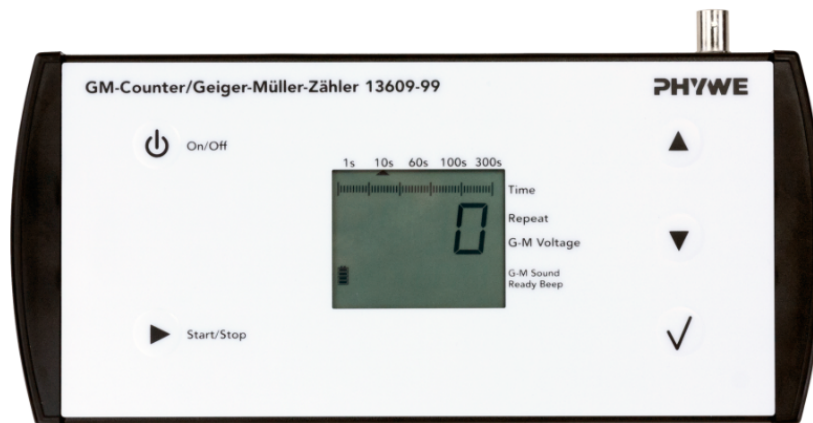 GM-Counter/Geiger-Müller-Zähler 13609-99
PHYWE
On/Off
1s 10s 60s 100s 300s
Time
Repeat
0
G-M Voltage
G-M Sound
Ready Beep
Start/Stop